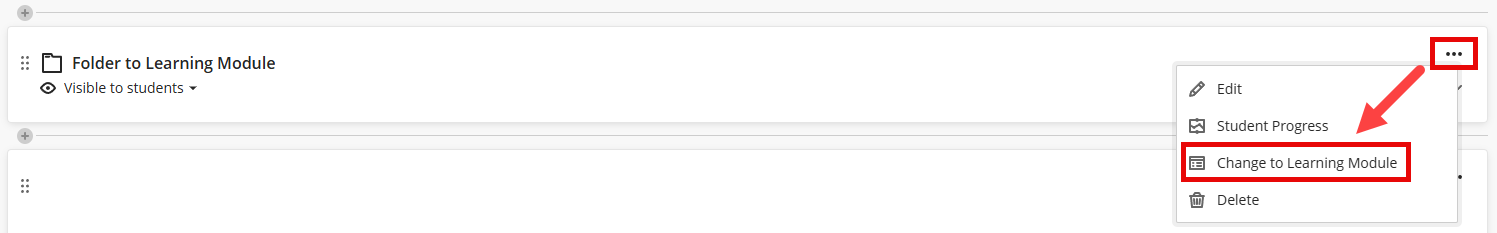 Folder to Learning Module
Visible to students
Edit
Student Progress
Change to Learning Module
Delete